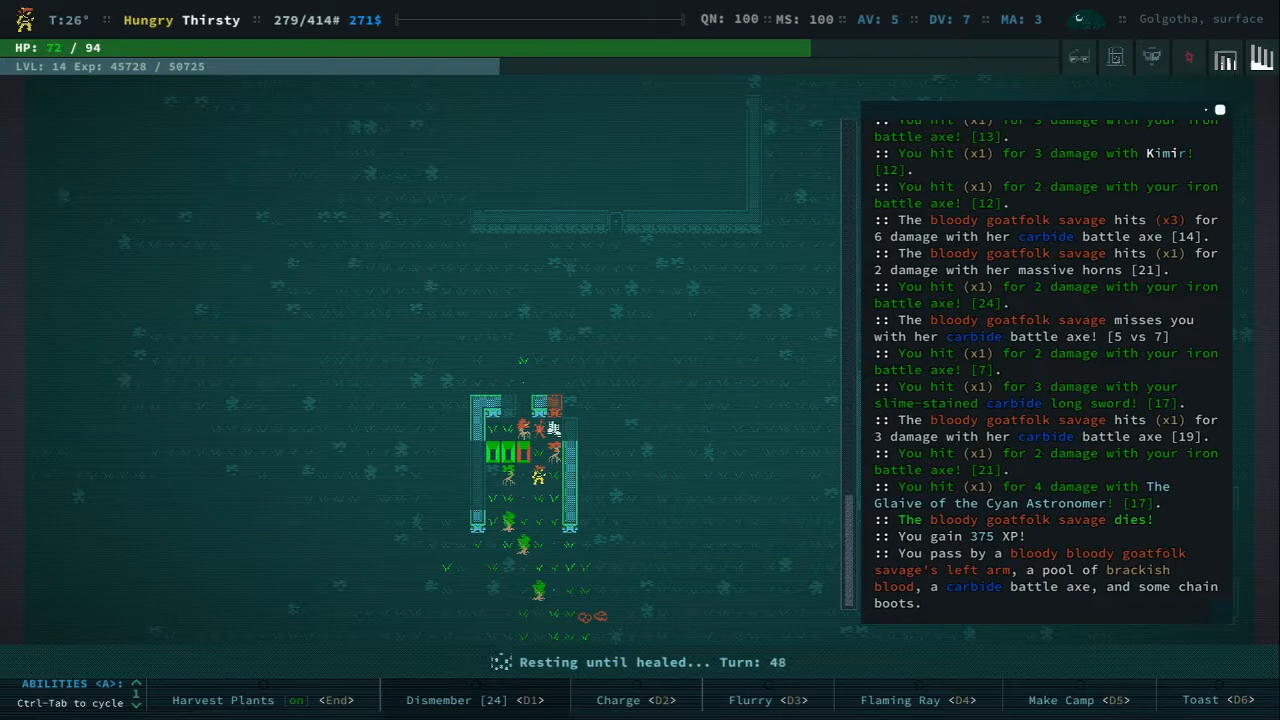 T:26° :: Hungry Thirsty :: 279/414# 271$ QN: 100 :: MS: 100 :: AV: 5 :: DV: 7 :: MA: 3 :: Golgotha, surface
HP: 72 / 94
LVL: 14 Exp: 45728 / 50725
:: You hit (x1) for 3 damage with your iron
battle axe! [13].
:: You hit (x1) for 3 damage with Kimir!
[12].
:: You hit (x1) for 2 damage with your iron
battle axe! [12].
:: The bloody goatfolk savage hits (x3) for
6 damage with her carbide battle axe [14].
:: The bloody goatfolk savage hits (x1) for
2 damage with her massive horns [21].
:: You hit (x1) for 2 damage with your iron
battle axe! [24].
:: The bloody goatfolk savage misses you
with her carbide battle axe! [5 vs 7]
:: You hit (x1) for 2 damage with your iron
battle axe! [7].
:: You hit (x1) for 3 damage with your
slime-stained carbide long sword! [17].
:: The bloody goatfolk savage hits (x1) for
3 damage with her carbide battle axe [19].
:: You hit (x1) for 2 damage with your iron
battle axe! [21].
:: You hit (x1) for 4 damage with The
Glaive of the Cyan Astronomer! [17].
:: The bloody goatfolk savage dies!
:: You gain 375 XP!
:: You pass by a bloody bloody goatfolk
savage's left arm, a pool of brackish
blood, a carbide battle axe, and some chain
boots.
Resting until healed... Turn: 48
ABILITIES <A>: 1
Ctrl-Tab to cycle
Harvest Plants [on] <End> Dismember [24] <D1> Charge <D2> Flurry <D3> Flaming Ray <D4> Make Camp <D5> Toast <D6>